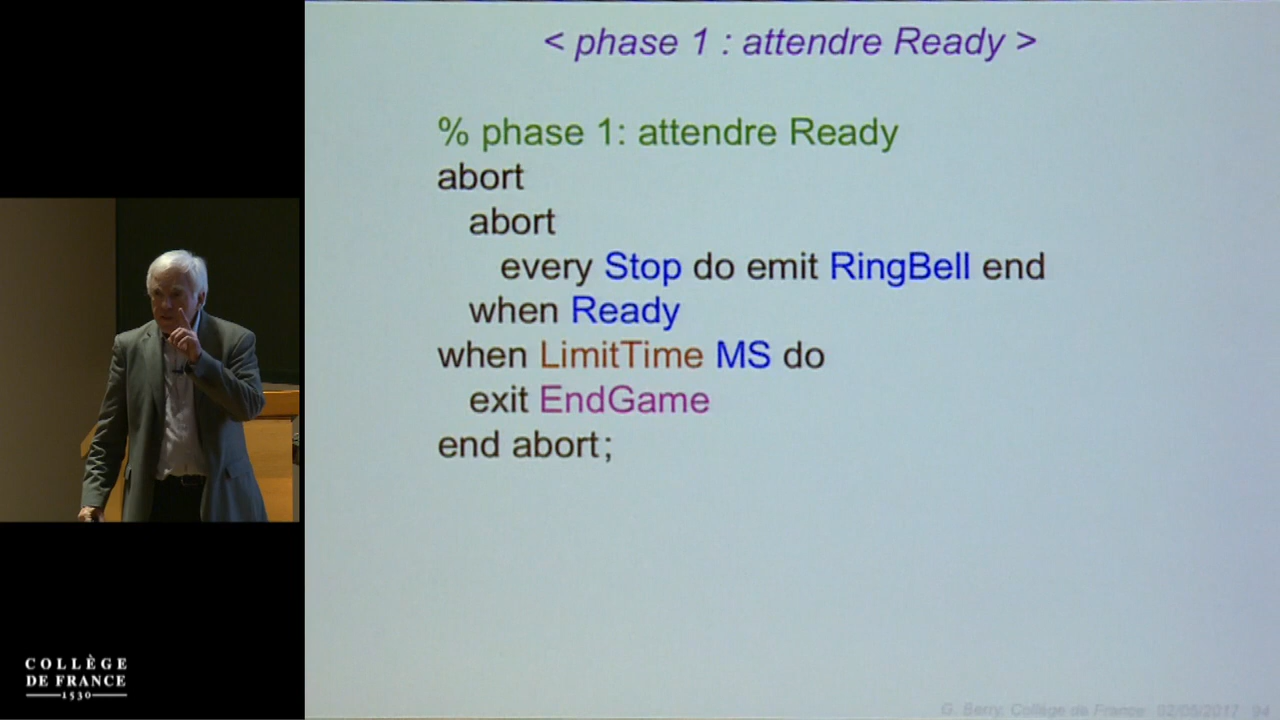 < phase 1 : attendre Ready >
% phase 1: attendre Ready
abort
abort
every Stop do emit RingBell end
when Ready
when LimitTime MS do
exit EndGame
end abort;
COLLÈGE
DE FRANCE
1530
G. Berry, Collège de France 02/05/2017 94